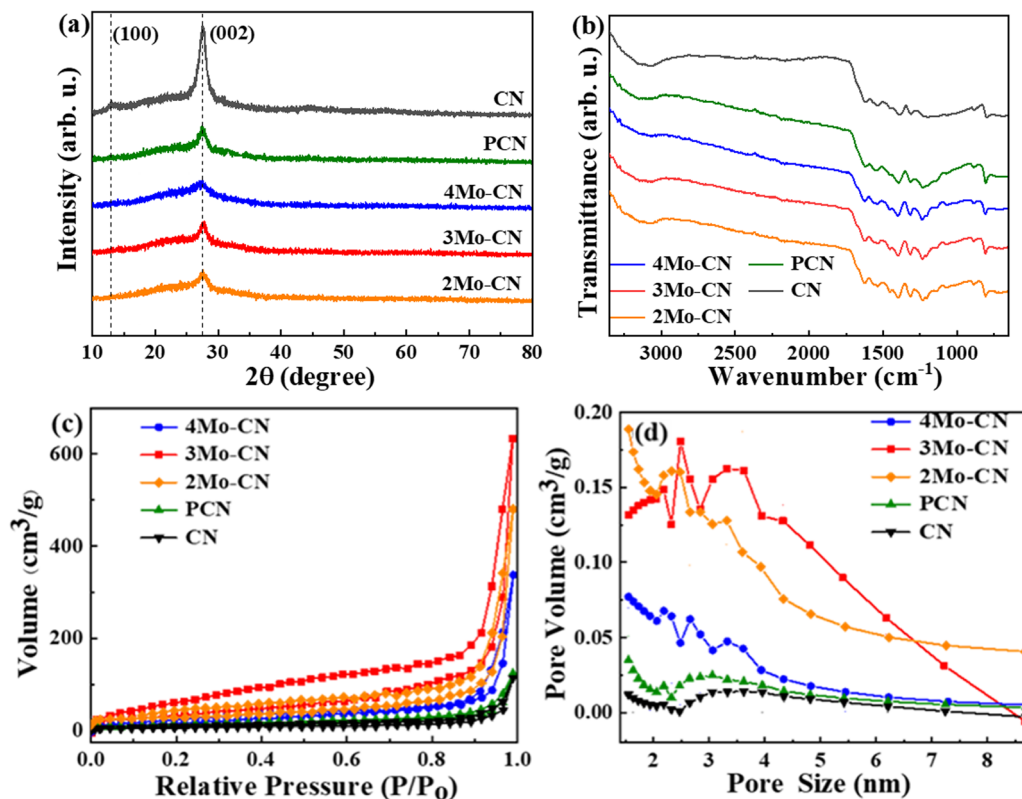 (a)
(100)
(002)
CN
PCN
4Mo-CN
3Mo-CN
2Mo-CN
Intensity (arb. u.)
10 20 30 40 50 60 70 80
2θ (degree)
(b)
Transmittance (arb. u.)
4Mo-CN
3Mo-CN
2Mo-CN
PCN
CN
3000 2500 2000 1500 1000
Wavenumber (cm⁻¹)
(c)
4Mo-CN
3Mo-CN
2Mo-CN
PCN
CN
Volume (cm³/g)
600
400
200
0
0.0 0.2 0.4 0.6 0.8 1.0
Relative Pressure (P/P₀)
(d)
4Mo-CN
3Mo-CN
2Mo-CN
PCN
CN
Pore Volume (cm³/g)
0.20
0.15
0.10
0.05
0.00
2 3 4 5 6 7 8
Pore Size (nm)